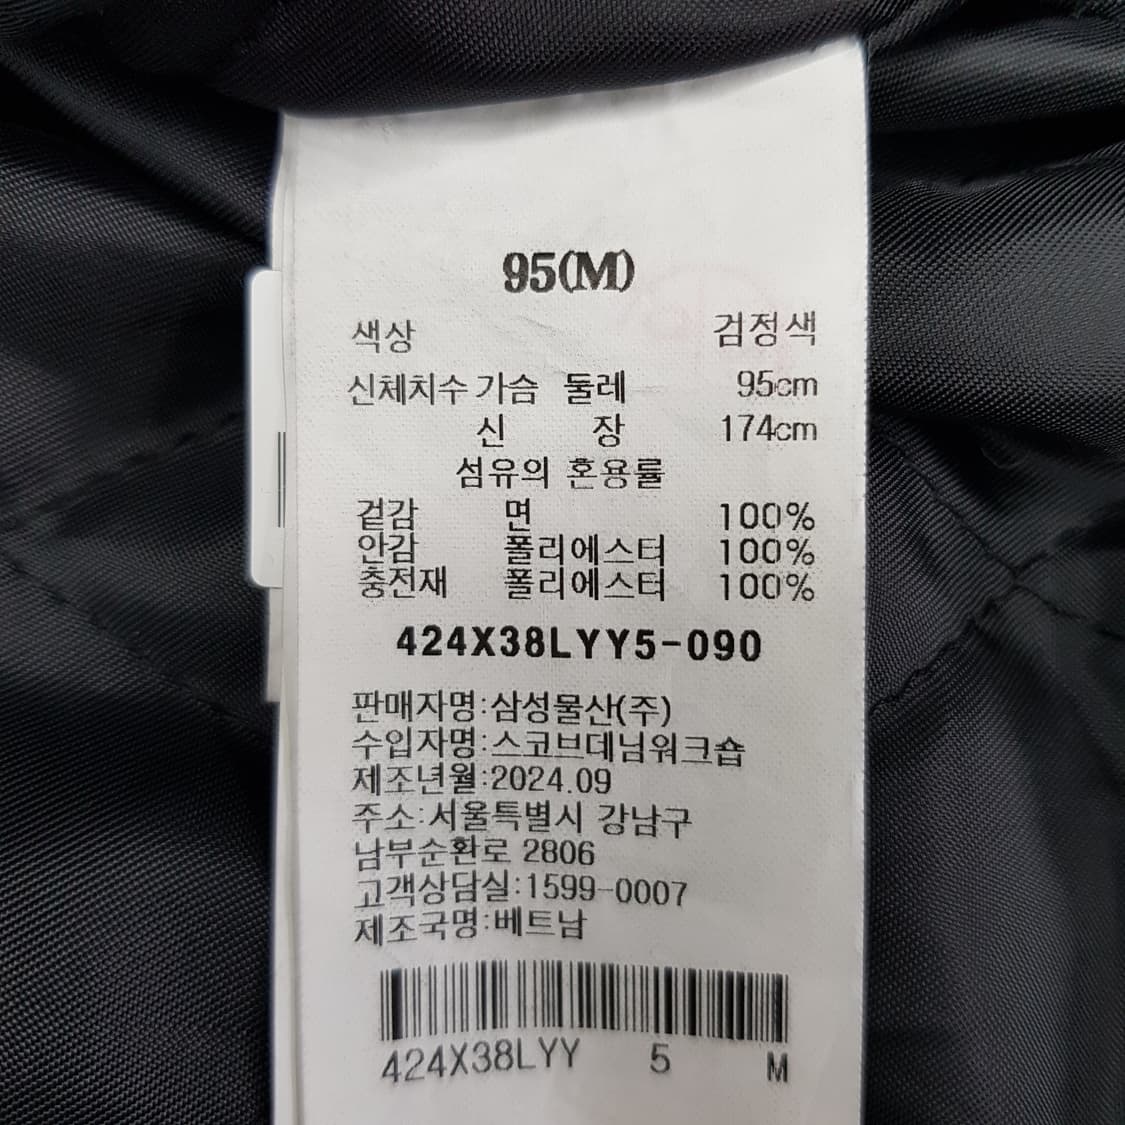 95(M)
색상 검정색
신체치수 가슴 둘레 95cm
신 장 174cm
섬유의 혼용률
겉감 면 100%
안감 폴리에스터 100%
충전재 폴리에스터 100%
424X38LYY5-090
판매자명:삼성물산(주)
수입자명:스코브데님워크숍
제조년월:2024.09
주소:서울특별시 강남구
남부순환로 2806
고객상담실:1599-0007
제조국명:베트남
424X38LYY 5 M